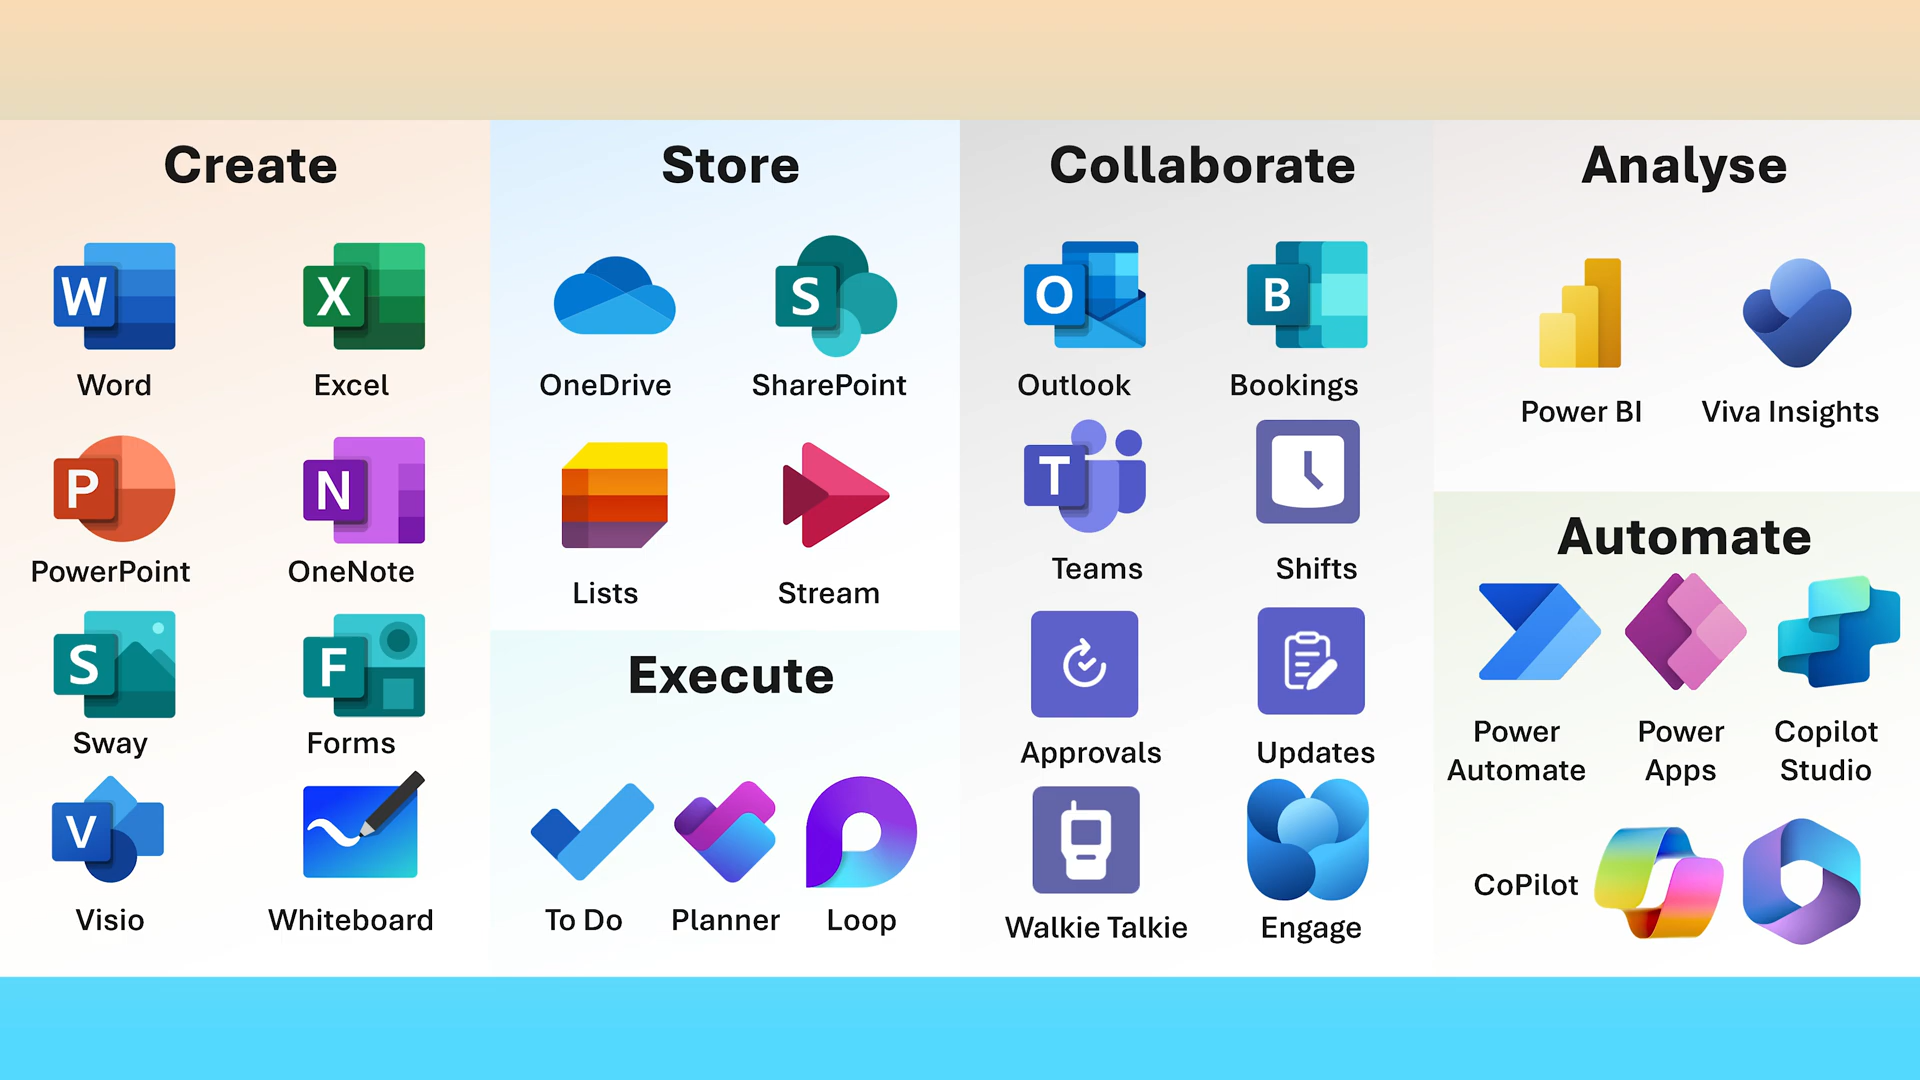 Create
W
X
Word
Excel
P
N
PowerPoint
OneNote
S
F
Sway
Forms
V
Visio
Whiteboard
Store
S
OneDrive
SharePoint
Lists
Stream
Execute
To Do
Planner
Loop
Collaborate
O
B
Outlook
Bookings
T
Teams
Shifts
Approvals
Updates
Walkie Talkie
Engage
Analyse
Power BI
Viva Insights
Automate
Power
Automate
Power
Apps
Copilot
Studio
CoPilot